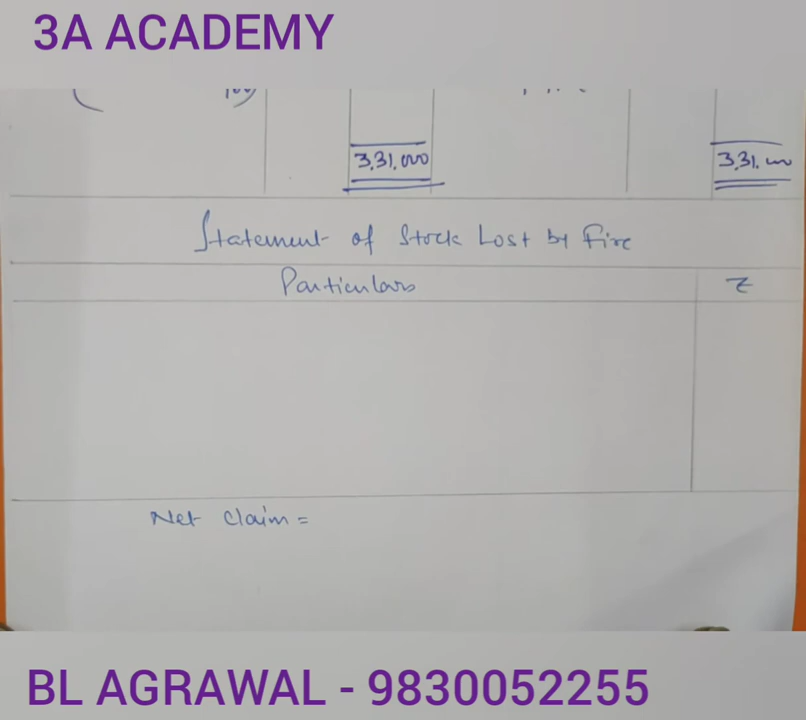 3A ACADEMY
3,31,000 3,31,000
Statement of Stock Lost by Fire
Particulars ₹
Net Claim =
BL AGRAWAL - 9830052255